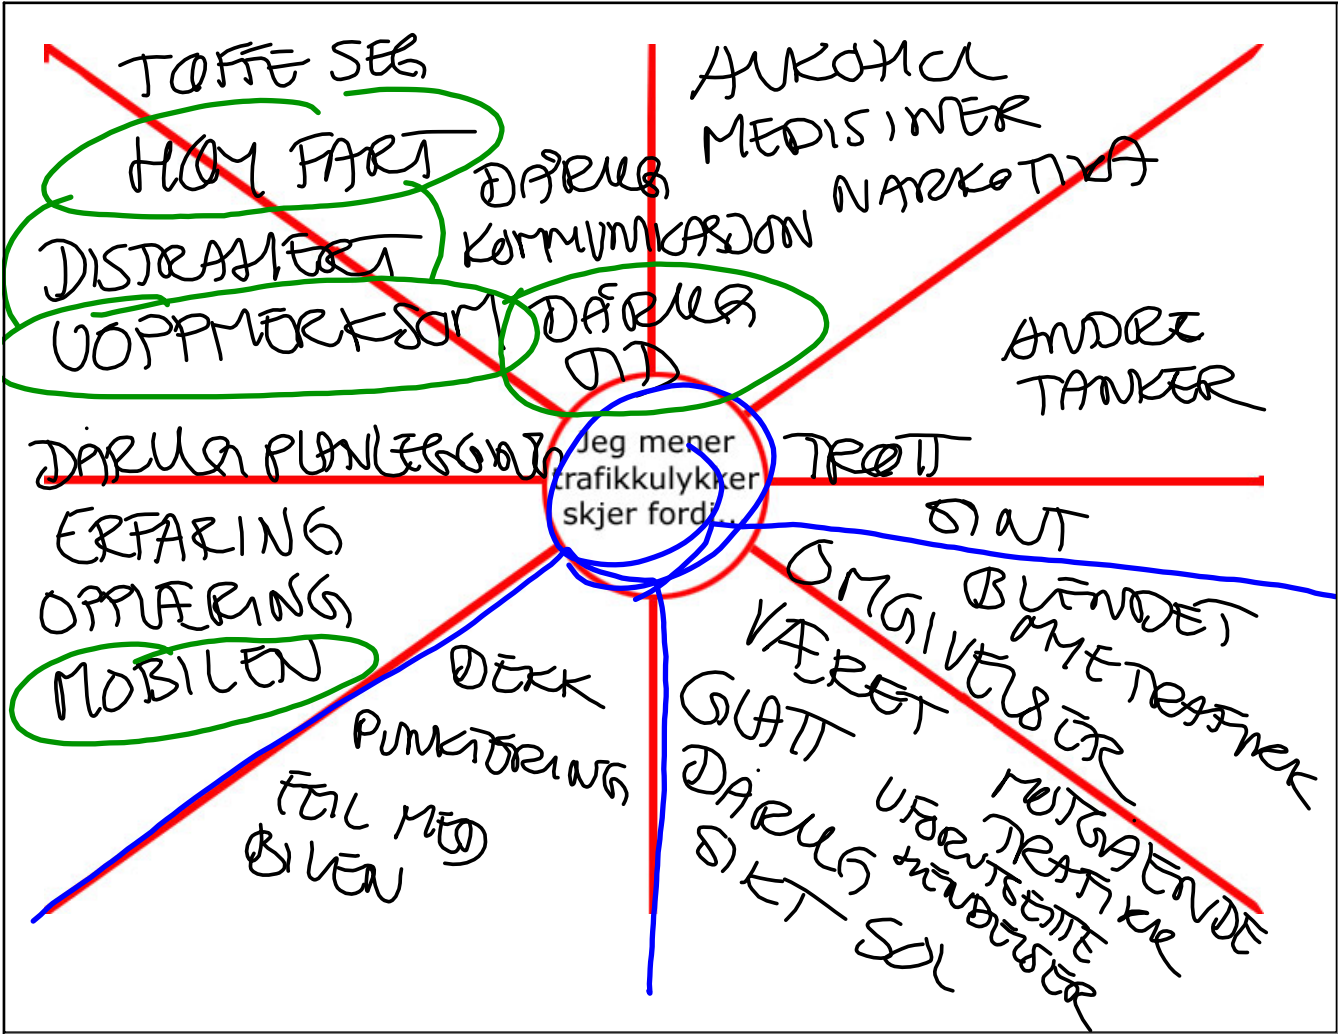 TØFFE SEG
HØY FART
DISTRAHERT
UOPPMERKSOM
DÅRLIG
KOMMUNIKASJON
DÅRLIG
TID
ALKOHOL
MEDISINER
NARKOTIKA
ANDRE
TANKER
DÅRLIG PLANLEGGING
Jeg mener
trafikkulykker
skjer fordi...
TRØTT
SINT
ERFARING
OPPLÆRING
MOBILEN
DEKK
PUNKTERING
FEIL MED
BILEN
OMGIVELSER
BLENDET
VÆRET
GLATT
DÅRLIG
SIKT
SOL
MØTGÅENDE
TRAFIKK
UFORUTSETTE
HENDELSER